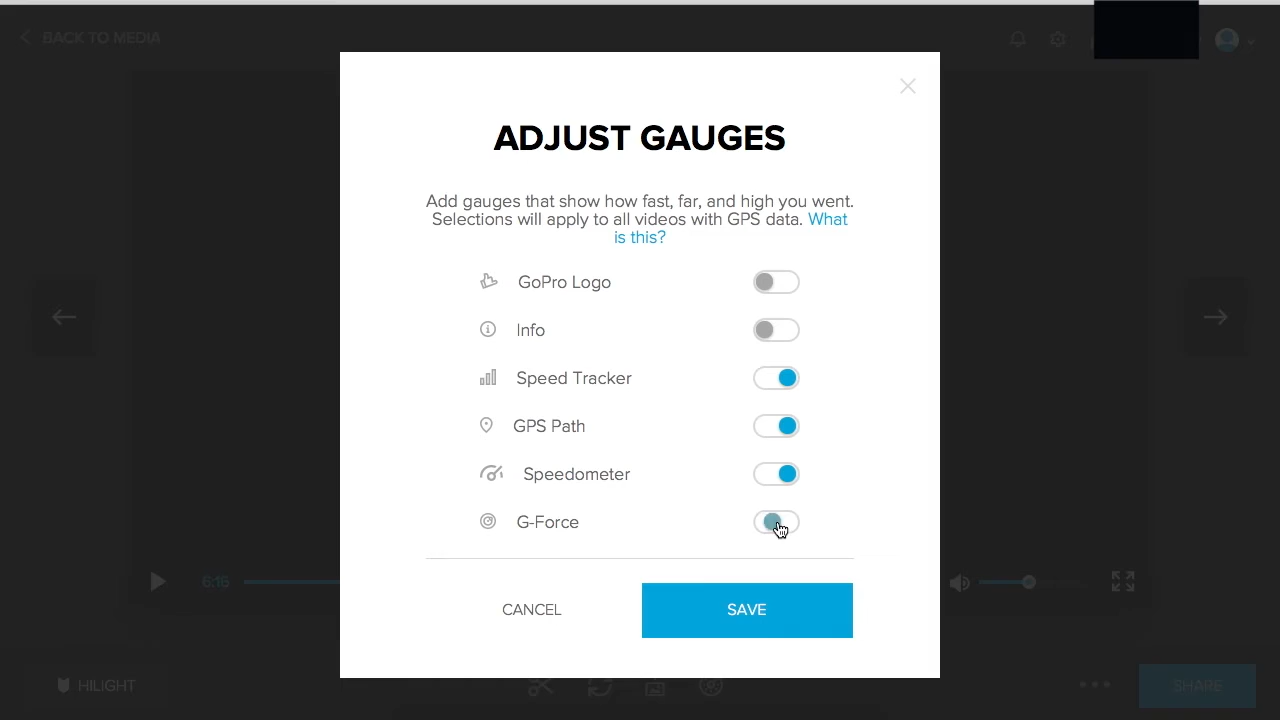 BACK TO MEDIA
ADJUST GAUGES
Add gauges that show how fast, far, and high you went.
Selections will apply to all videos with GPS data. What
is this?
GoPro Logo
Info
Speed Tracker
GPS Path
Speedometer
G-Force
6:16
CANCEL
SAVE
HILIGHT
SHARE